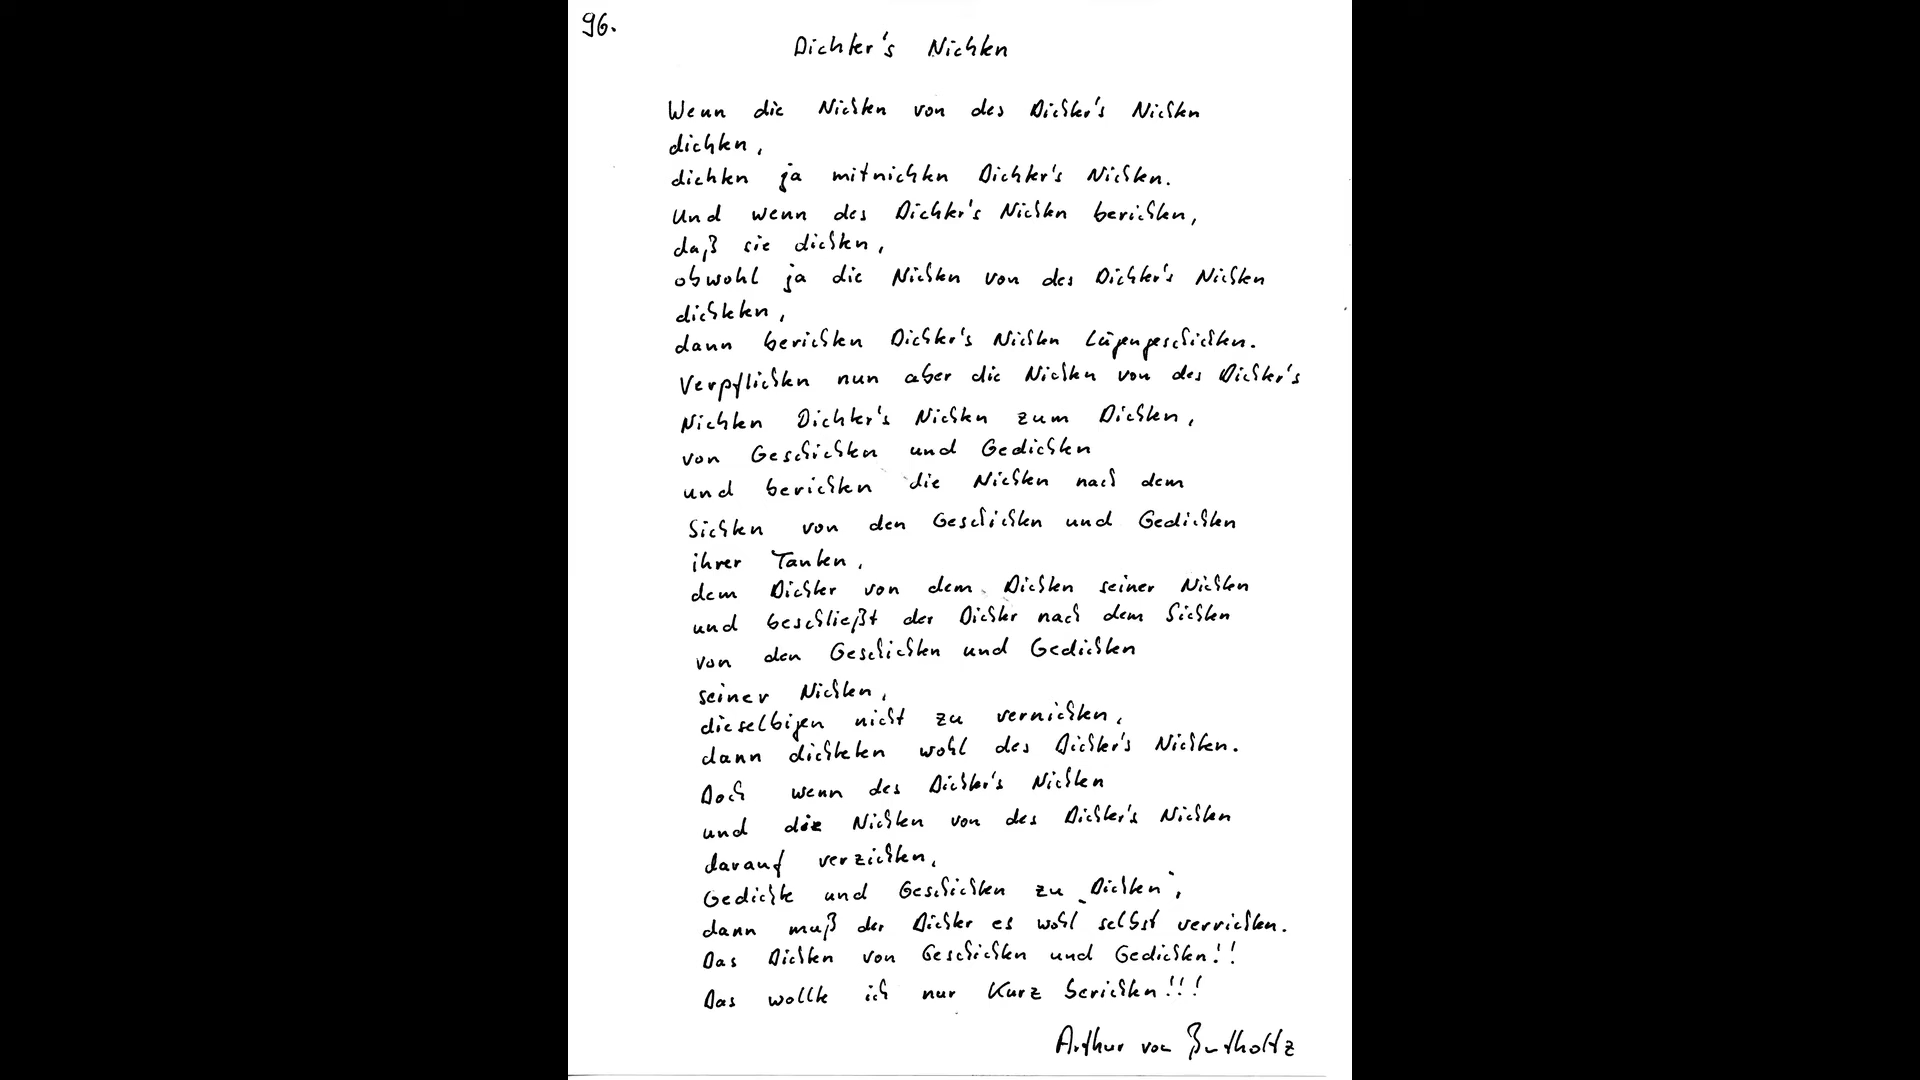 96.
Dichter's Nichten
Wenn die Nichten von des Dichter's Nichten
dichten,
dichten ja mitnichten Dichter's Nichten.
Und wenn des Dichter's Nichten berichten,
daß sie dichten,
obwohl ja die Nichten von des Dichter's Nichten
dichteten,
dann berichten Dichter's Nichten Lügengeschichten.
Verpflichten nun aber die Nichten von des Dichter's
Nichten Dichter's Nichten zum Dichten,
von Geschichten und Gedichten
und berichten die Nichten nach dem
Sichten von den Geschichten und Gedichten
ihrer Tanten,
dem Dichter von dem Dichten seiner Nichten
und beschließt der Dichter nach dem Sichten
von den Geschichten und Gedichten
seiner Nichten,
dieselbigen nicht zu vernichten,
dann dichteten wohl des Dichter's Nichten.
Doch wenn des Dichter's Nichten
und die Nichten von des Dichter's Nichten
darauf verzichten,
Gedichte und Geschichten zu „Dichten",
dann muß der Dichter es wohl selbst verrichten.
Das Dichten von Geschichten und Gedichten!!
Das wollte ich nur Kurz berichten!!!
Arthur von